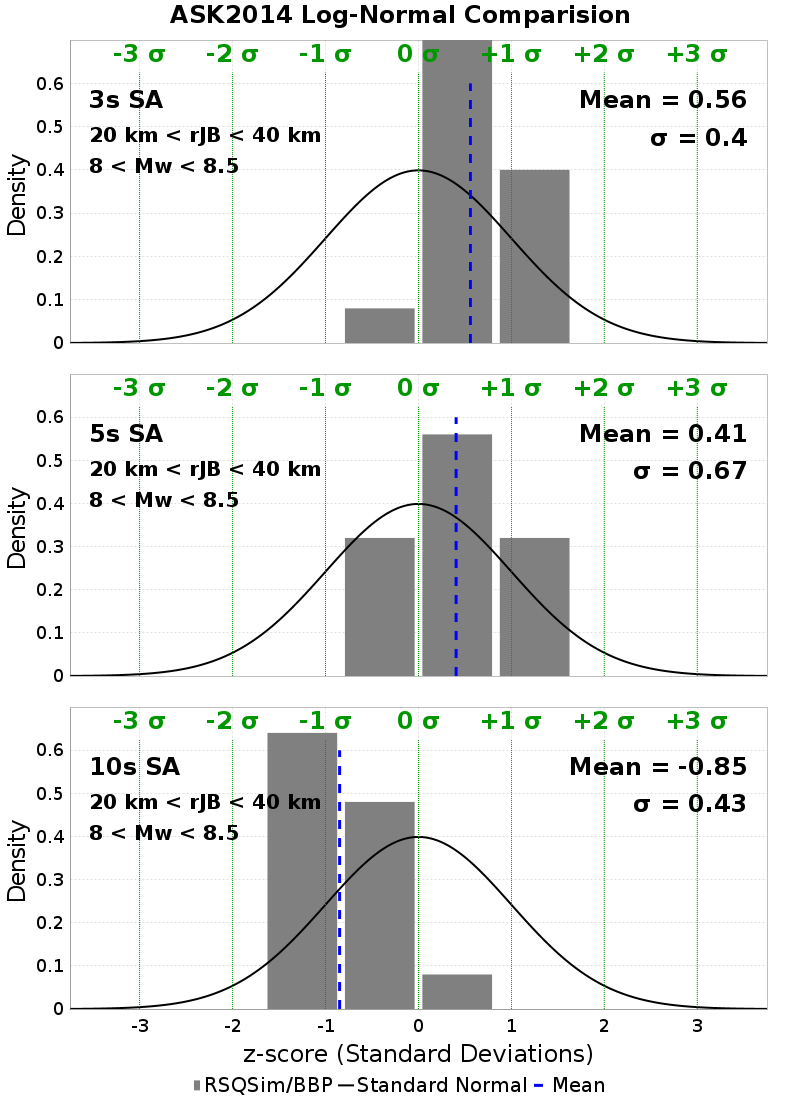 ASK2014 Log-Normal Comparision
-3 σ -2 σ -1 σ 0 σ +1 σ +2 σ +3 σ
3s SA
20 km < rJB < 40 km
8 < Mw < 8.5
Mean = 0.56
σ = 0.4
Density
0.6
0.5
0.4
0.3
0.2
0.1
0
-3 σ -2 σ -1 σ 0 σ +1 σ +2 σ +3 σ
5s SA
20 km < rJB < 40 km
8 < Mw < 8.5
Mean = 0.41
σ = 0.67
Density
0.6
0.5
0.4
0.3
0.2
0.1
0
-3 σ -2 σ -1 σ 0 σ +1 σ +2 σ +3 σ
10s SA
20 km < rJB < 40 km
8 < Mw < 8.5
Mean = -0.85
σ = 0.43
Density
0.6
0.5
0.4
0.3
0.2
0.1
0
-3 -2 -1 0 1 2 3
z-score (Standard Deviations)
RSQSim/BBP Standard Normal Mean